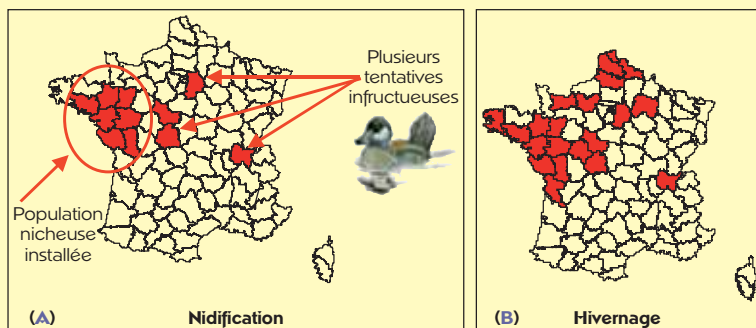 Plusieurs
tentatives
infructueuses
Population
nicheuse
installée
(A) Nidification
(B) Hivernage